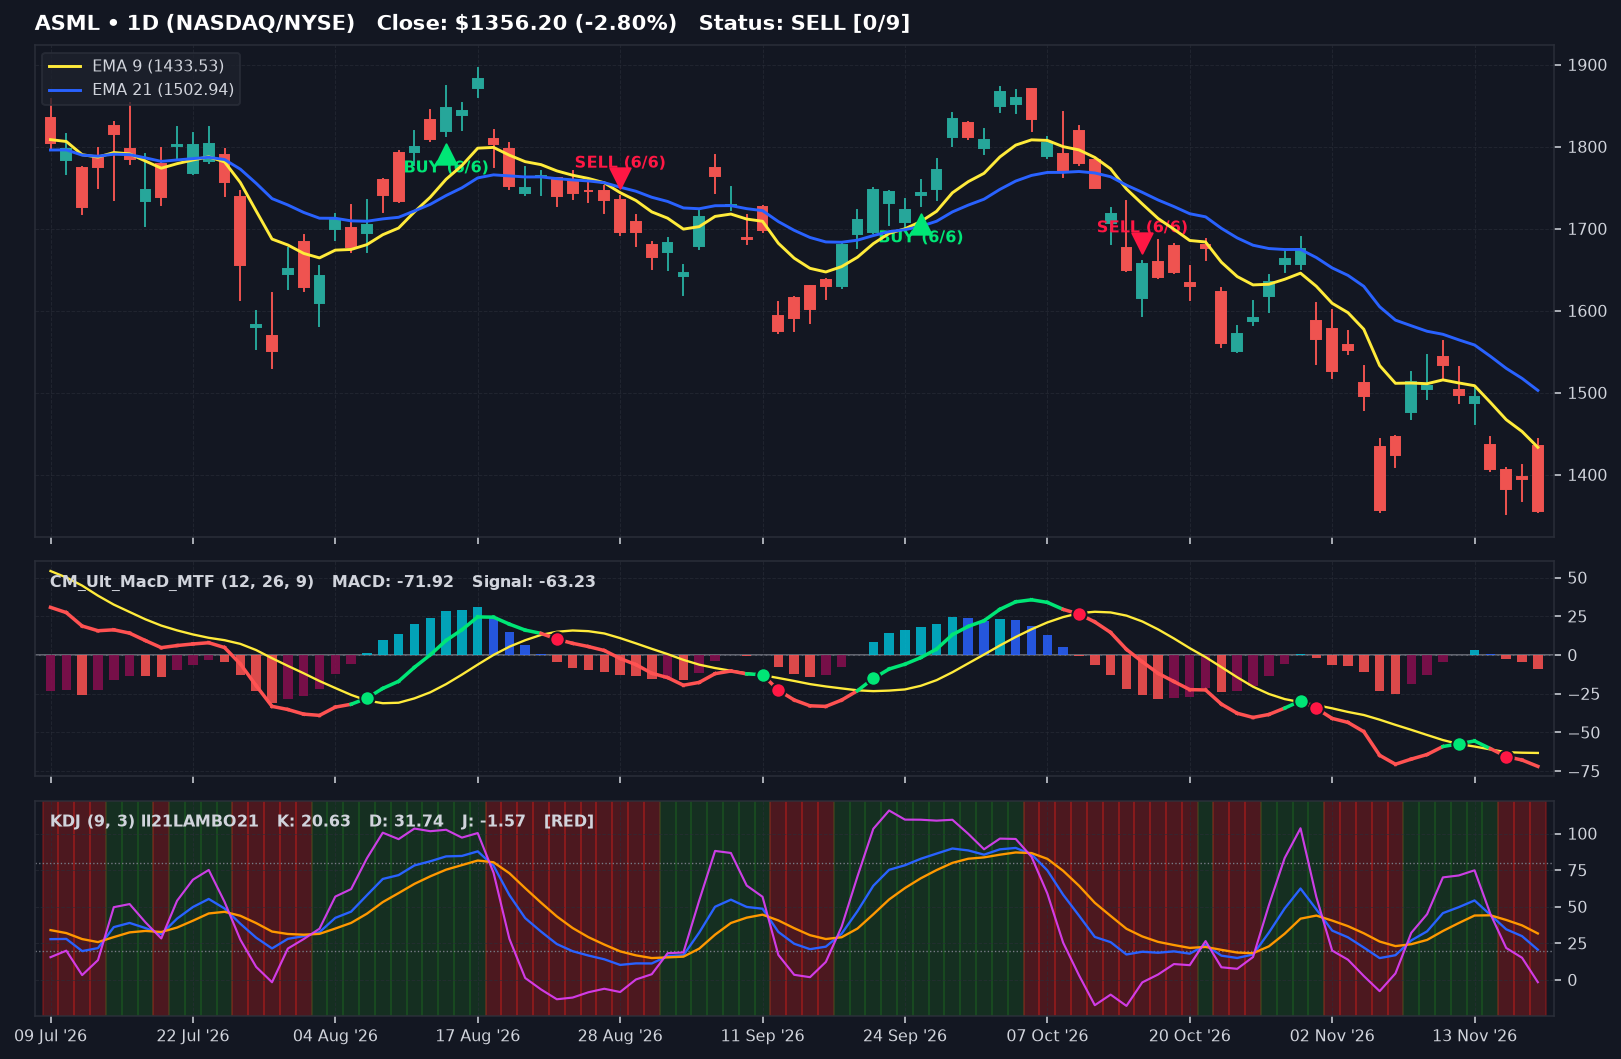 ASML • 1D (NASDAQ/NYSE)   Close: $1356.20 (-2.80%)   Status: SELL [0/9]
EMA 9 (1433.53)
EMA 21 (1502.94)
BUY (6/6)
SELL (6/6)
BUY (6/6)
SELL (6/6)
1900
1800
1700
1600
1500
1400
CM_Ult_MacD_MTF (12, 26, 9)   MACD: -71.92   Signal: -63.23
50
25
0
−25
−50
−75
KDJ (9, 3) II21LAMBO21   K: 20.63   D: 31.74   J: -1.57   [RED]
100
75
50
25
0
09 Jul '26
22 Jul '26
04 Aug '26
17 Aug '26
28 Aug '26
11 Sep '26
24 Sep '26
07 Oct '26
20 Oct '26
02 Nov '26
13 Nov '26